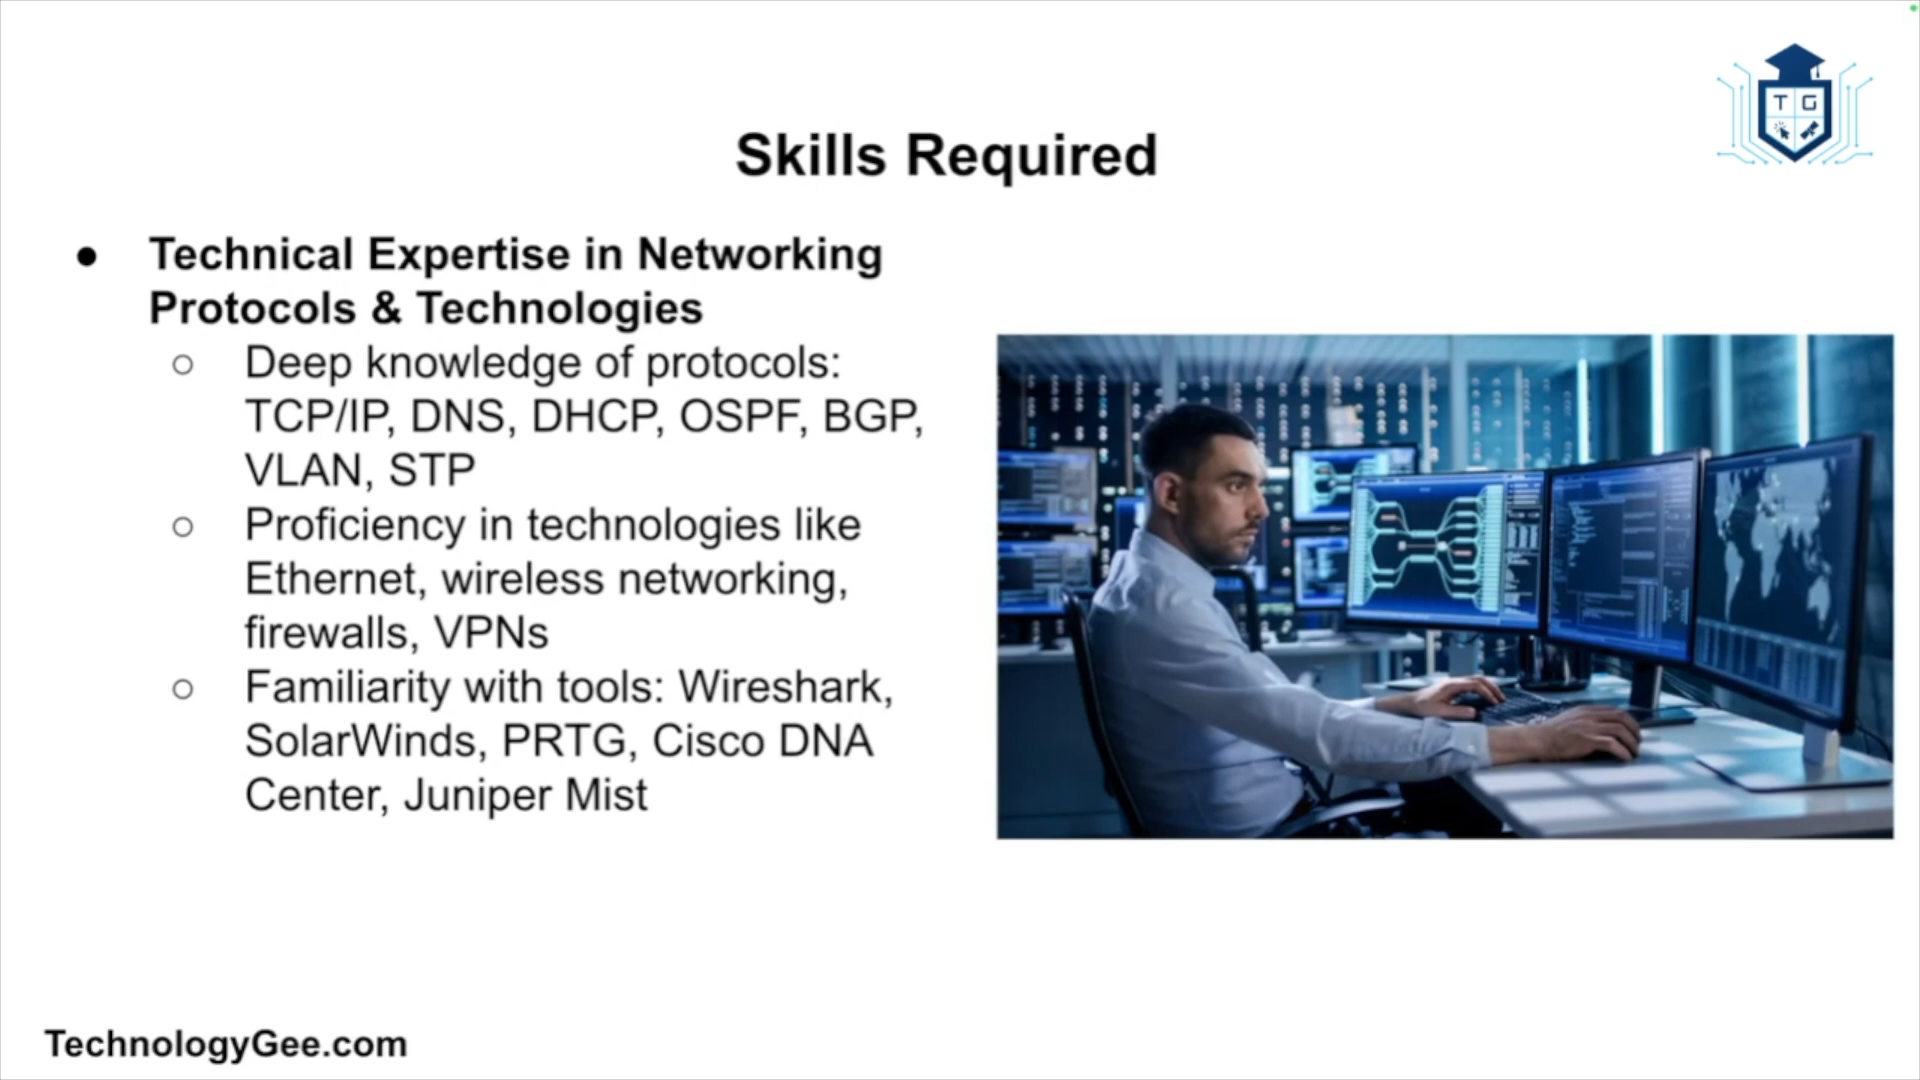 T G
Skills Required
● Technical Expertise in Networking
Protocols & Technologies
○ Deep knowledge of protocols:
TCP/IP, DNS, DHCP, OSPF, BGP,
VLAN, STP
○ Proficiency in technologies like
Ethernet, wireless networking,
firewalls, VPNs
○ Familiarity with tools: Wireshark,
SolarWinds, PRTG, Cisco DNA
Center, Juniper Mist
TechnologyGee.com